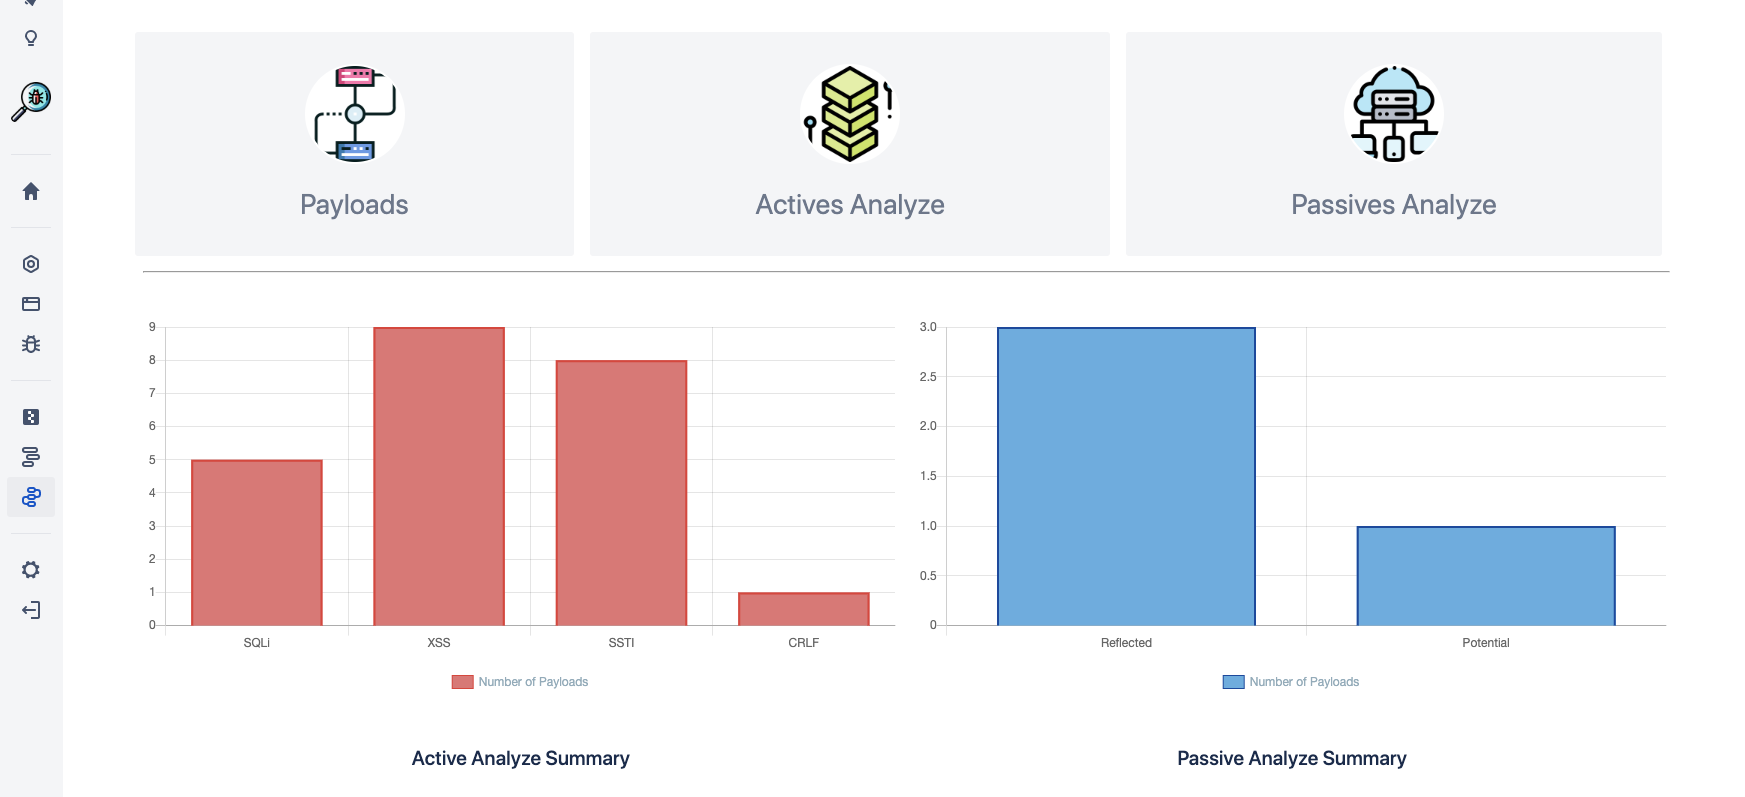 Payloads
Actives Analyze
Passives Analyze
9
8
7
6
5
4
3
2
1
0
SQLi
XSS
SSTI
CRLF
Number of Payloads
3.0
2.5
2.0
1.5
1.0
0.5
0
Reflected
Potential
Number of Payloads
Active Analyze Summary
Passive Analyze Summary